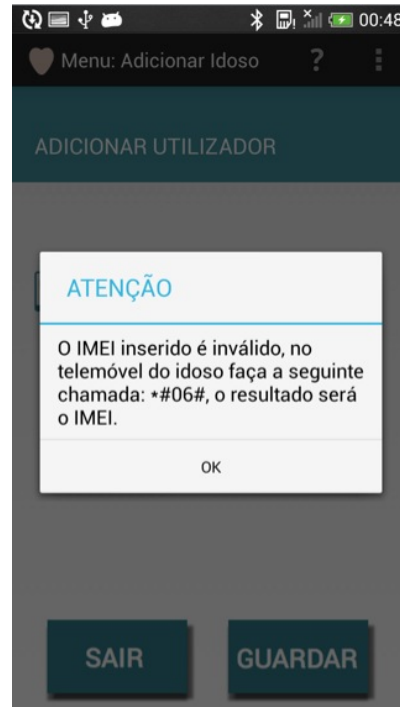 00:48
Menu: Adicionar Idoso ?
ADICIONAR UTILIZADOR
ATENÇÃO
O IMEI inserido é inválido, no
telemóvel do idoso faça a seguinte
chamada: *#06#, o resultado será
o IMEI.
OK
SAIR GUARDAR